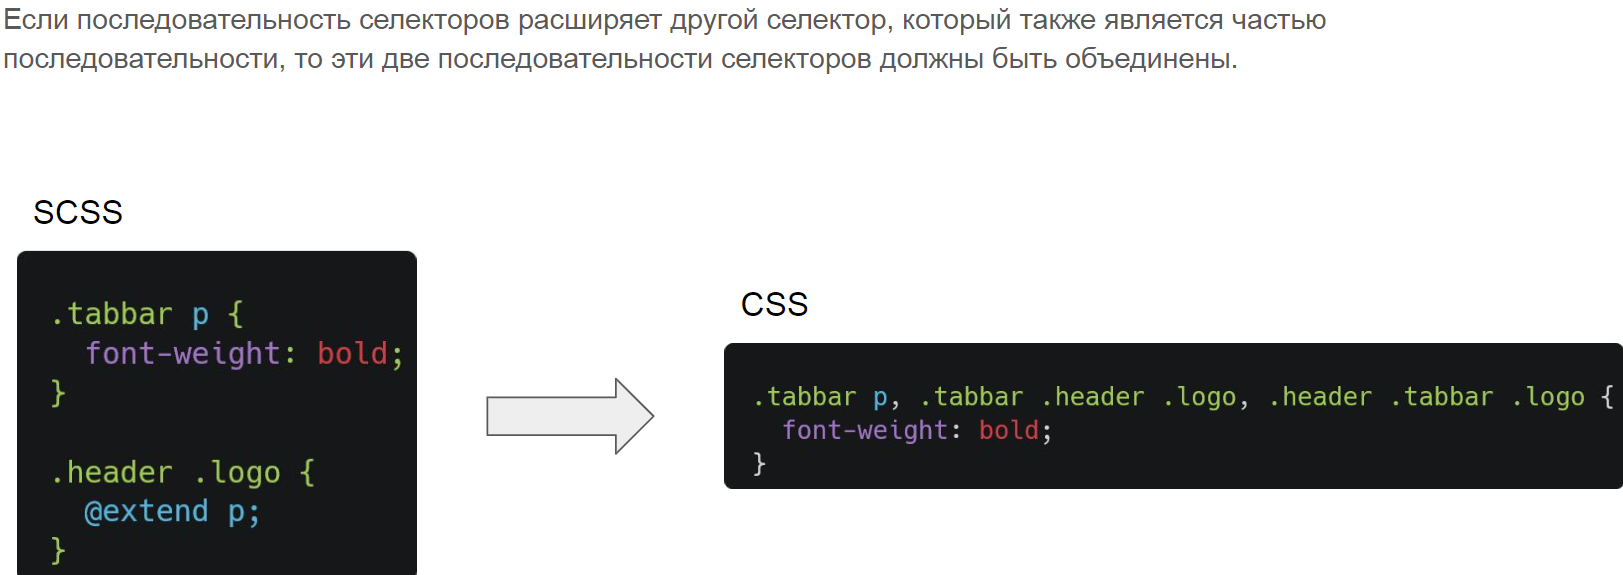 Если последовательность селекторов расширяет другой селектор, который также является частью
последовательности, то эти две последовательности селекторов должны быть объединены.
SCSS
.tabbar p {
  font-weight: bold;
}
.header .logo {
  @extend p;
}
CSS
.tabbar p, .tabbar .header .logo, .header .tabbar .logo {
  font-weight: bold;
}